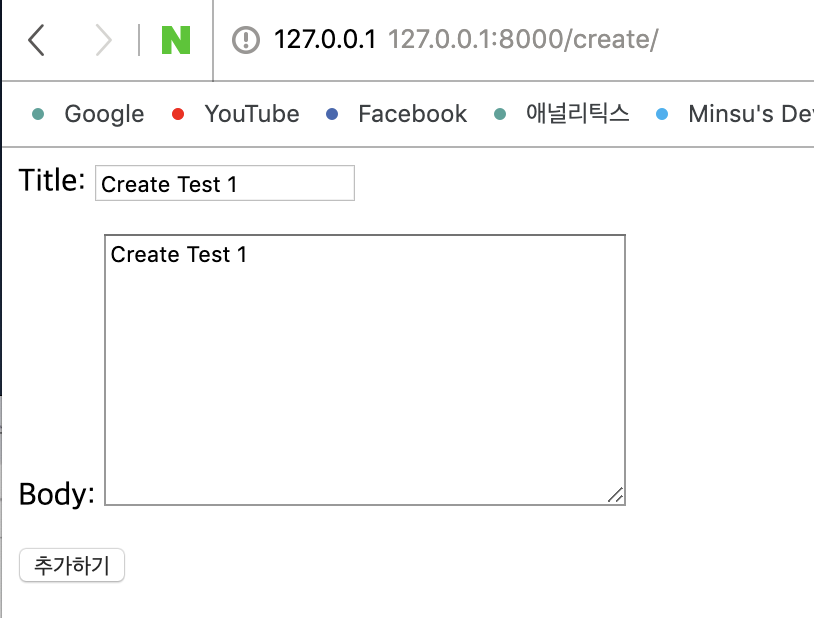 N 127.0.0.1 127.0.0.1:8000/create/
Google YouTube Facebook 애널리틱스 Minsu's De
Title: Create Test 1
Create Test 1
Body:
추가하기